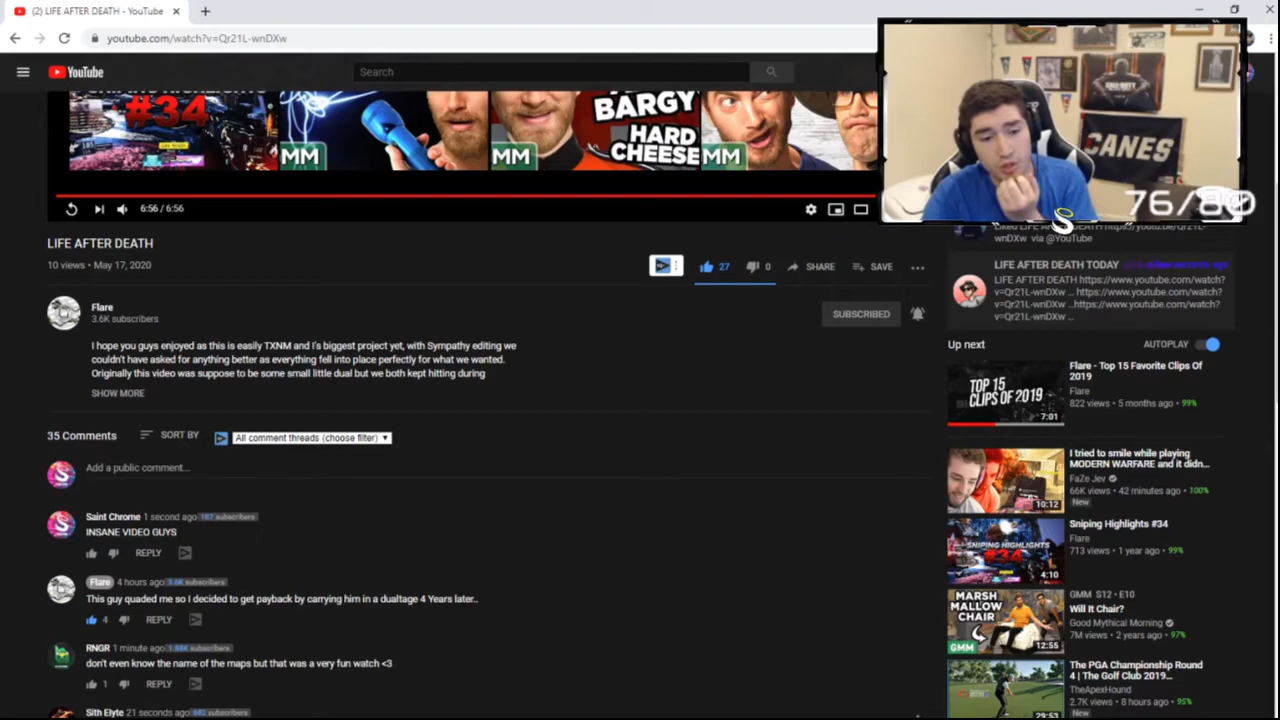 (2) LIFE AFTER DEATH - YouTube
youtube.com/watch?v=Qr21L-wnDXw
YouTube
Search
#34
MM
BARGY
HARD
CHEESE
MM
MM
CANES
76/80
6:56 / 6:56
LIFE AFTER DEATH
10 views • May 17, 2020
27
0
SHARE
SAVE
Flare
3.6K subscribers
SUBSCRIBED
I hope you guys enjoyed as this is easily TXNM and I's biggest project yet, with Sympathy editing we
couldn't have asked for anything better as everything fell into place perfectly for what we wanted.
Originally this video was suppose to be some small little dual but we both kept hitting during
SHOW MORE
35 Comments
SORT BY
All comment threads (choose filter)
Add a public comment...
Saint Chrome 1 second ago 187 subscribers
INSANE VIDEO GUYS
REPLY
Flare 4 hours ago 3.6K subscribers
This guy quaded me so I decided to get payback by carrying him in a dualtage 4 Years later..
4 REPLY
RNGR 1 minute ago 1.88K subscribers
don't even know the name of the maps but that was a very fun watch <3
1 REPLY
Sith Elyte 21 seconds ago 682 subscribers
wnDXw via @YouTube
LIFE AFTER DEATH TODAY
LIFE AFTER DEATH https://www.youtube.com/watch?
v=Qr21L-wnDXw ... https://www.youtube.com/watch?
v=Qr21L-wnDXw ... https://www.youtube.com/watch?
v=Qr21L-wnDXw ...
Up next
AUTOPLAY
TOP 15
CLIPS OF 2019
7:01
Flare - Top 15 Favorite Clips Of
2019
Flare
822 views • 5 months ago • 99%
10:12
I tried to smile while playing
MODERN WARFARE and it didn...
FaZe Jev
66K views • 42 minutes ago • 100%
New
SNIPING HIGHLIGHTS
#34
4:10
Sniping Highlights #34
Flare
713 views • 1 year ago • 99%
MARSH
MALLOW
CHAIR
GMM
12:55
GMM S12 • E10
Will It Chair?
Good Mythical Morning
7M views • 2 years ago • 97%
29:53
The PGA Championship Round
4 | The Golf Club 2019...
TheApexHound
2.7K views • 8 hours ago • 95%
New